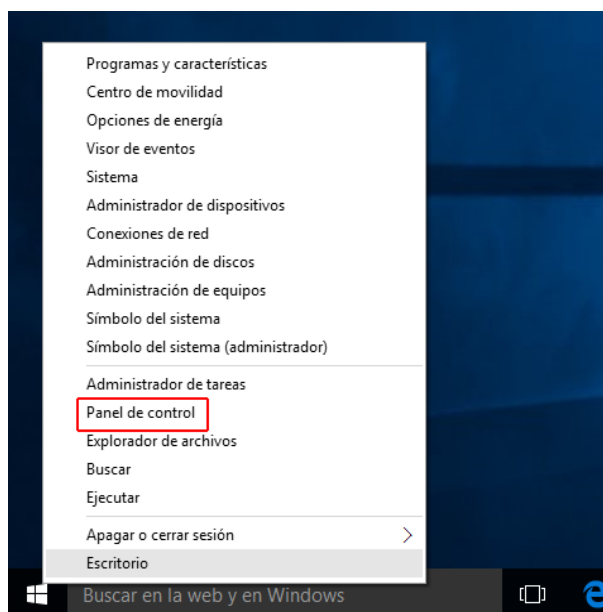 Programas y características
Centro de movilidad
Opciones de energía
Visor de eventos
Sistema
Administrador de dispositivos
Conexiones de red
Administración de discos
Administración de equipos
Símbolo del sistema
Símbolo del sistema (administrador)
Administrador de tareas
Panel de control
Explorador de archivos
Buscar
Ejecutar
Apagar o cerrar sesión
Escritorio
Buscar en la web y en Windows